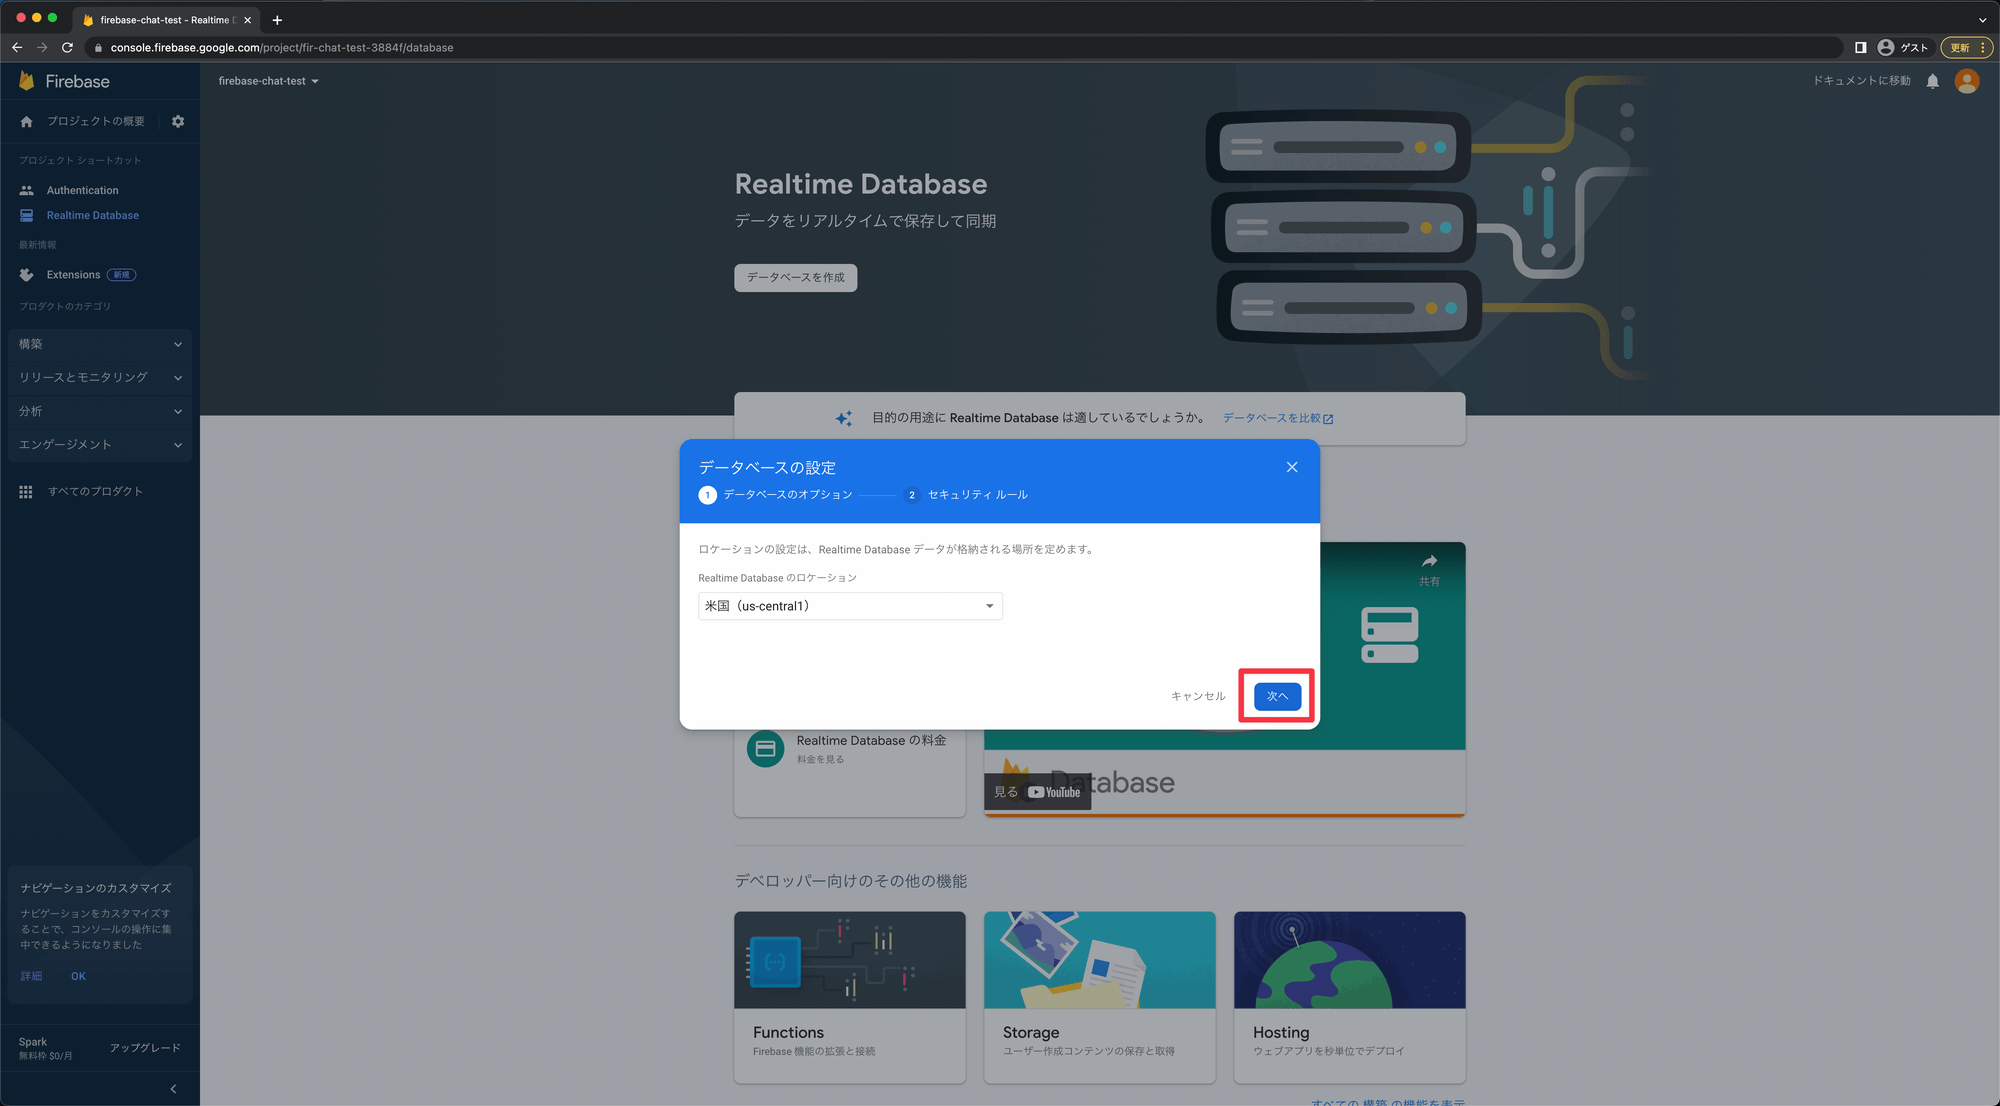 firebase-chat-test - Realtime D
console.firebase.google.com/project/fir-chat-test-3884f/database
ゲスト
更新
Firebase
firebase-chat-test
ドキュメントに移動
プロジェクトの概要
プロジェクト ショートカット
Authentication
Realtime Database
最新情報
Extensions 新規
プロダクトのカテゴリ
構築
リリースとモニタリング
分析
エンゲージメント
すべてのプロダクト
ナビゲーションのカスタマイズ
ナビゲーションをカスタマイズす
ることで、コンソールの操作に集
中できるようになりました
詳細 OK
Spark
無料枠 $0/月
アップグレード
Realtime Database
データをリアルタイムで保存して同期
データベースを作成
目的の用途に Realtime Database は適しているでしょうか。 データベースを比較
データベースの設定
1 データベースのオプション 2 セキュリティ ルール
ロケーションの設定は、Realtime Database データが格納される場所を定めます。
Realtime Database のロケーション
米国（us-central1）
キャンセル 次へ
共有
Realtime Database の料金
料金を見る
Database
見る YouTube
デベロッパー向けのその他の機能
Functions
Firebase 機能の拡張と接続
Storage
ユーザー作成コンテンツの保存と取得
Hosting
ウェブアプリを秒単位でデプロイ
すべての 構築 の機能を表示